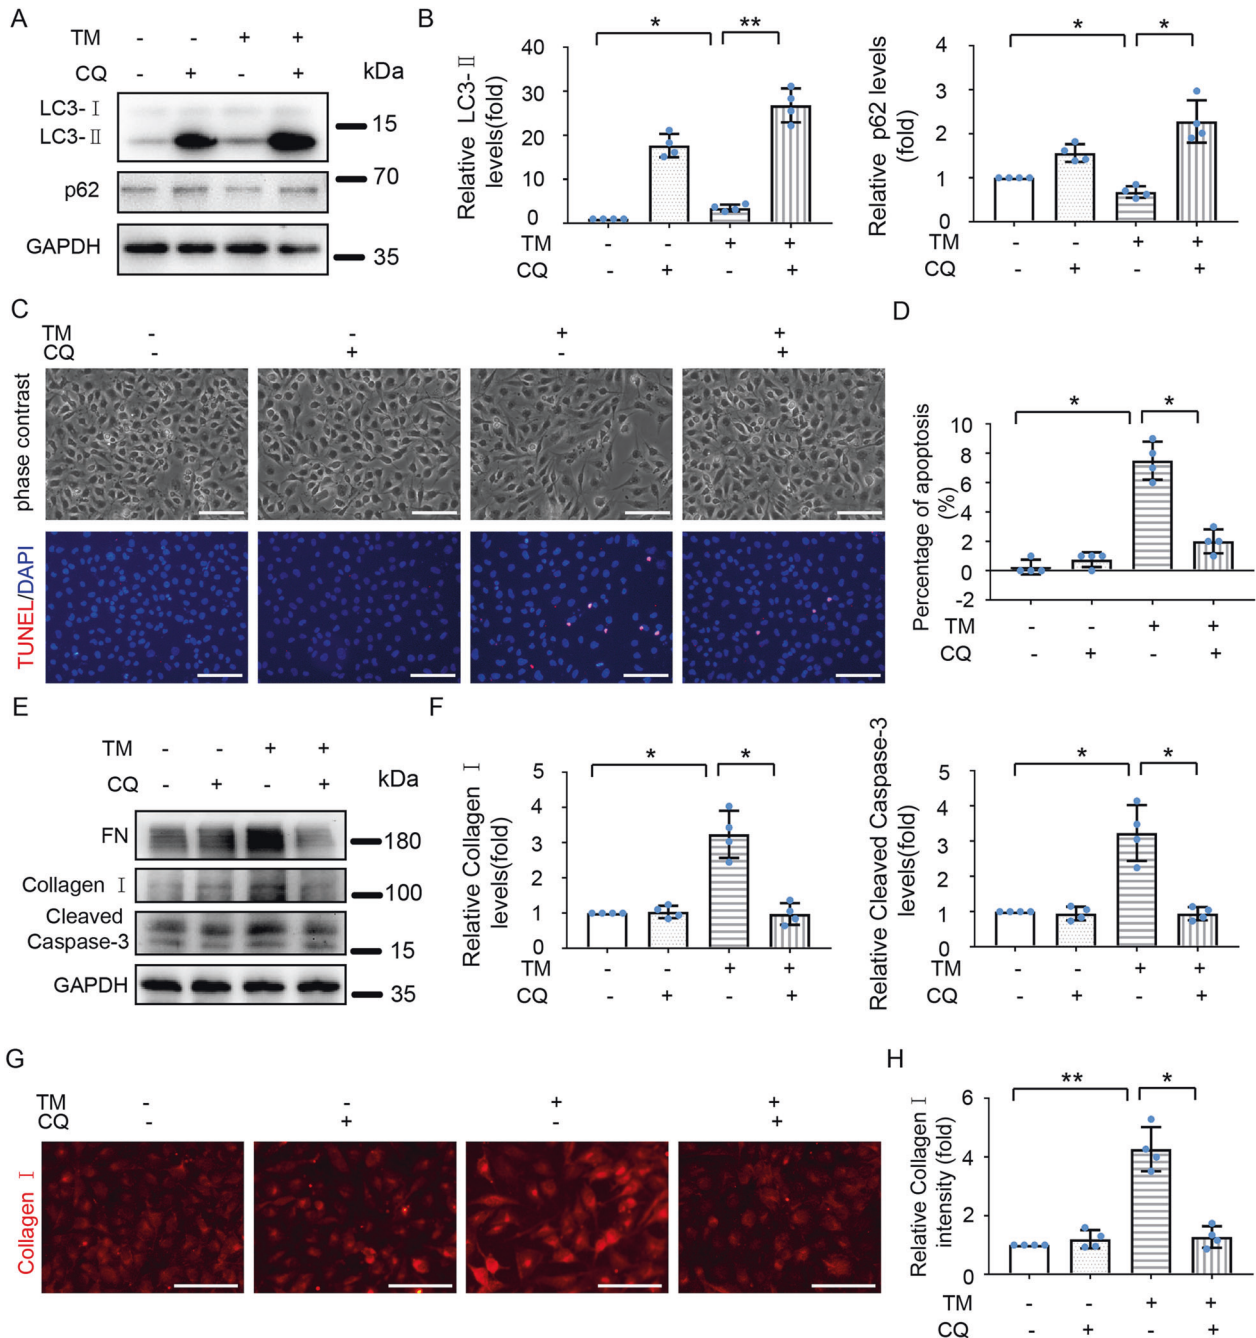 A
TM - - + +
CQ - + - + kDa
LC3-Ⅰ
LC3-Ⅱ
15
p62
70
GAPDH
35
B
Relative LC3-Ⅱ
levels(fold)
40
30
20
10
0
* **
TM - - + +
CQ - + - +
Relative p62 levels
(fold)
4
3
2
1
0
* *
TM - - + +
CQ - + - +
C
TM - - + +
CQ - + - +
phase contrast
TUNEL/DAPI
D
Percentage of apoptosis
(%)
10
8
6
4
2
0
-2
* *
TM - - + +
CQ - + - +
E
TM - - + +
CQ - + - + kDa
FN
180
Collagen Ⅰ
100
Cleaved
Caspase-3
15
GAPDH
35
F
Relative Collagen Ⅰ
levels(fold)
5
4
3
2
1
0
* *
TM - - + +
CQ - + - +
Relative Cleaved Caspase-3
levels(fold)
5
4
3
2
1
0
* *
TM - - + +
CQ - + - +
G
TM - - + +
CQ - + - +
Collagen Ⅰ
H
Relative Collagen Ⅰ
intensity (fold)
6
4
2
0
** *
TM - - + +
CQ - + - +